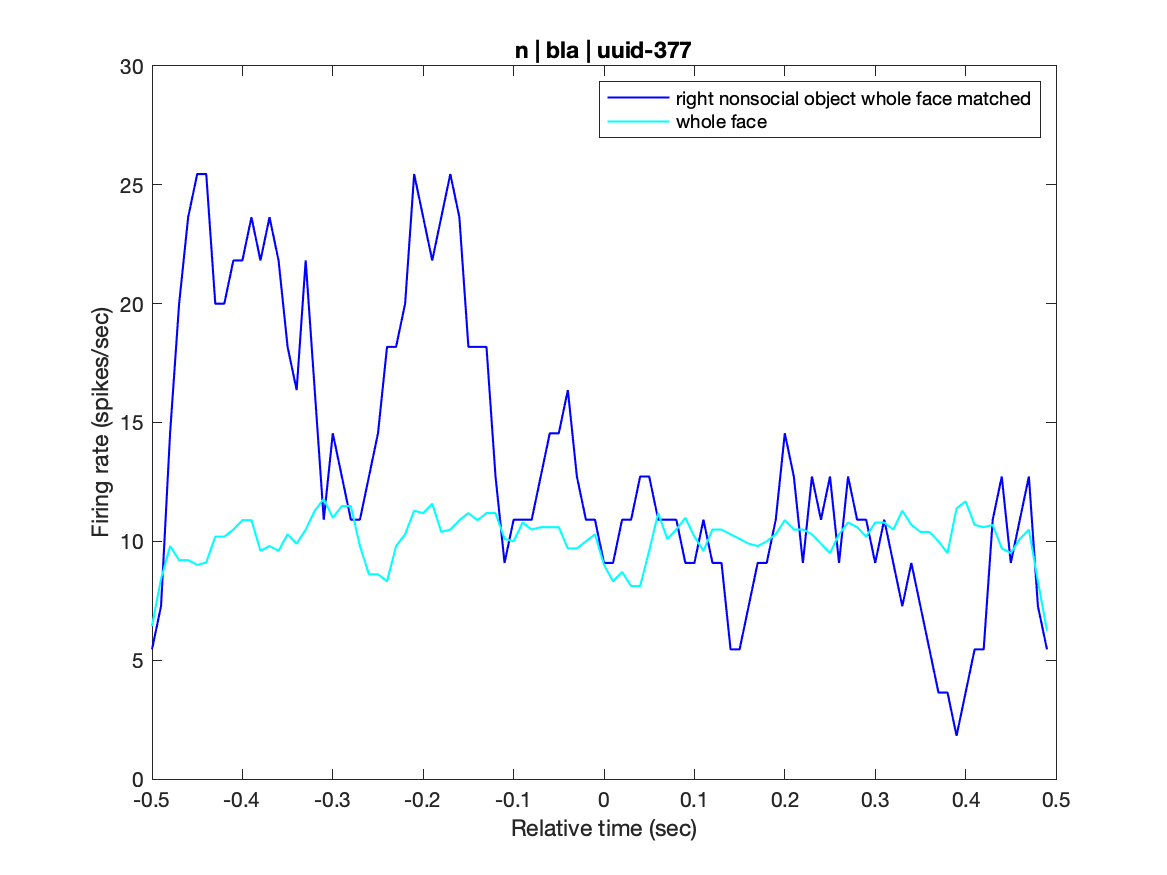 n | bla | uuid-377
right nonsocial object whole face matched
whole face
Firing rate (spikes/sec)
30
25
20
15
10
5
0
-0.5 -0.4 -0.3 -0.2 -0.1 0 0.1 0.2 0.3 0.4 0.5
Relative time (sec)